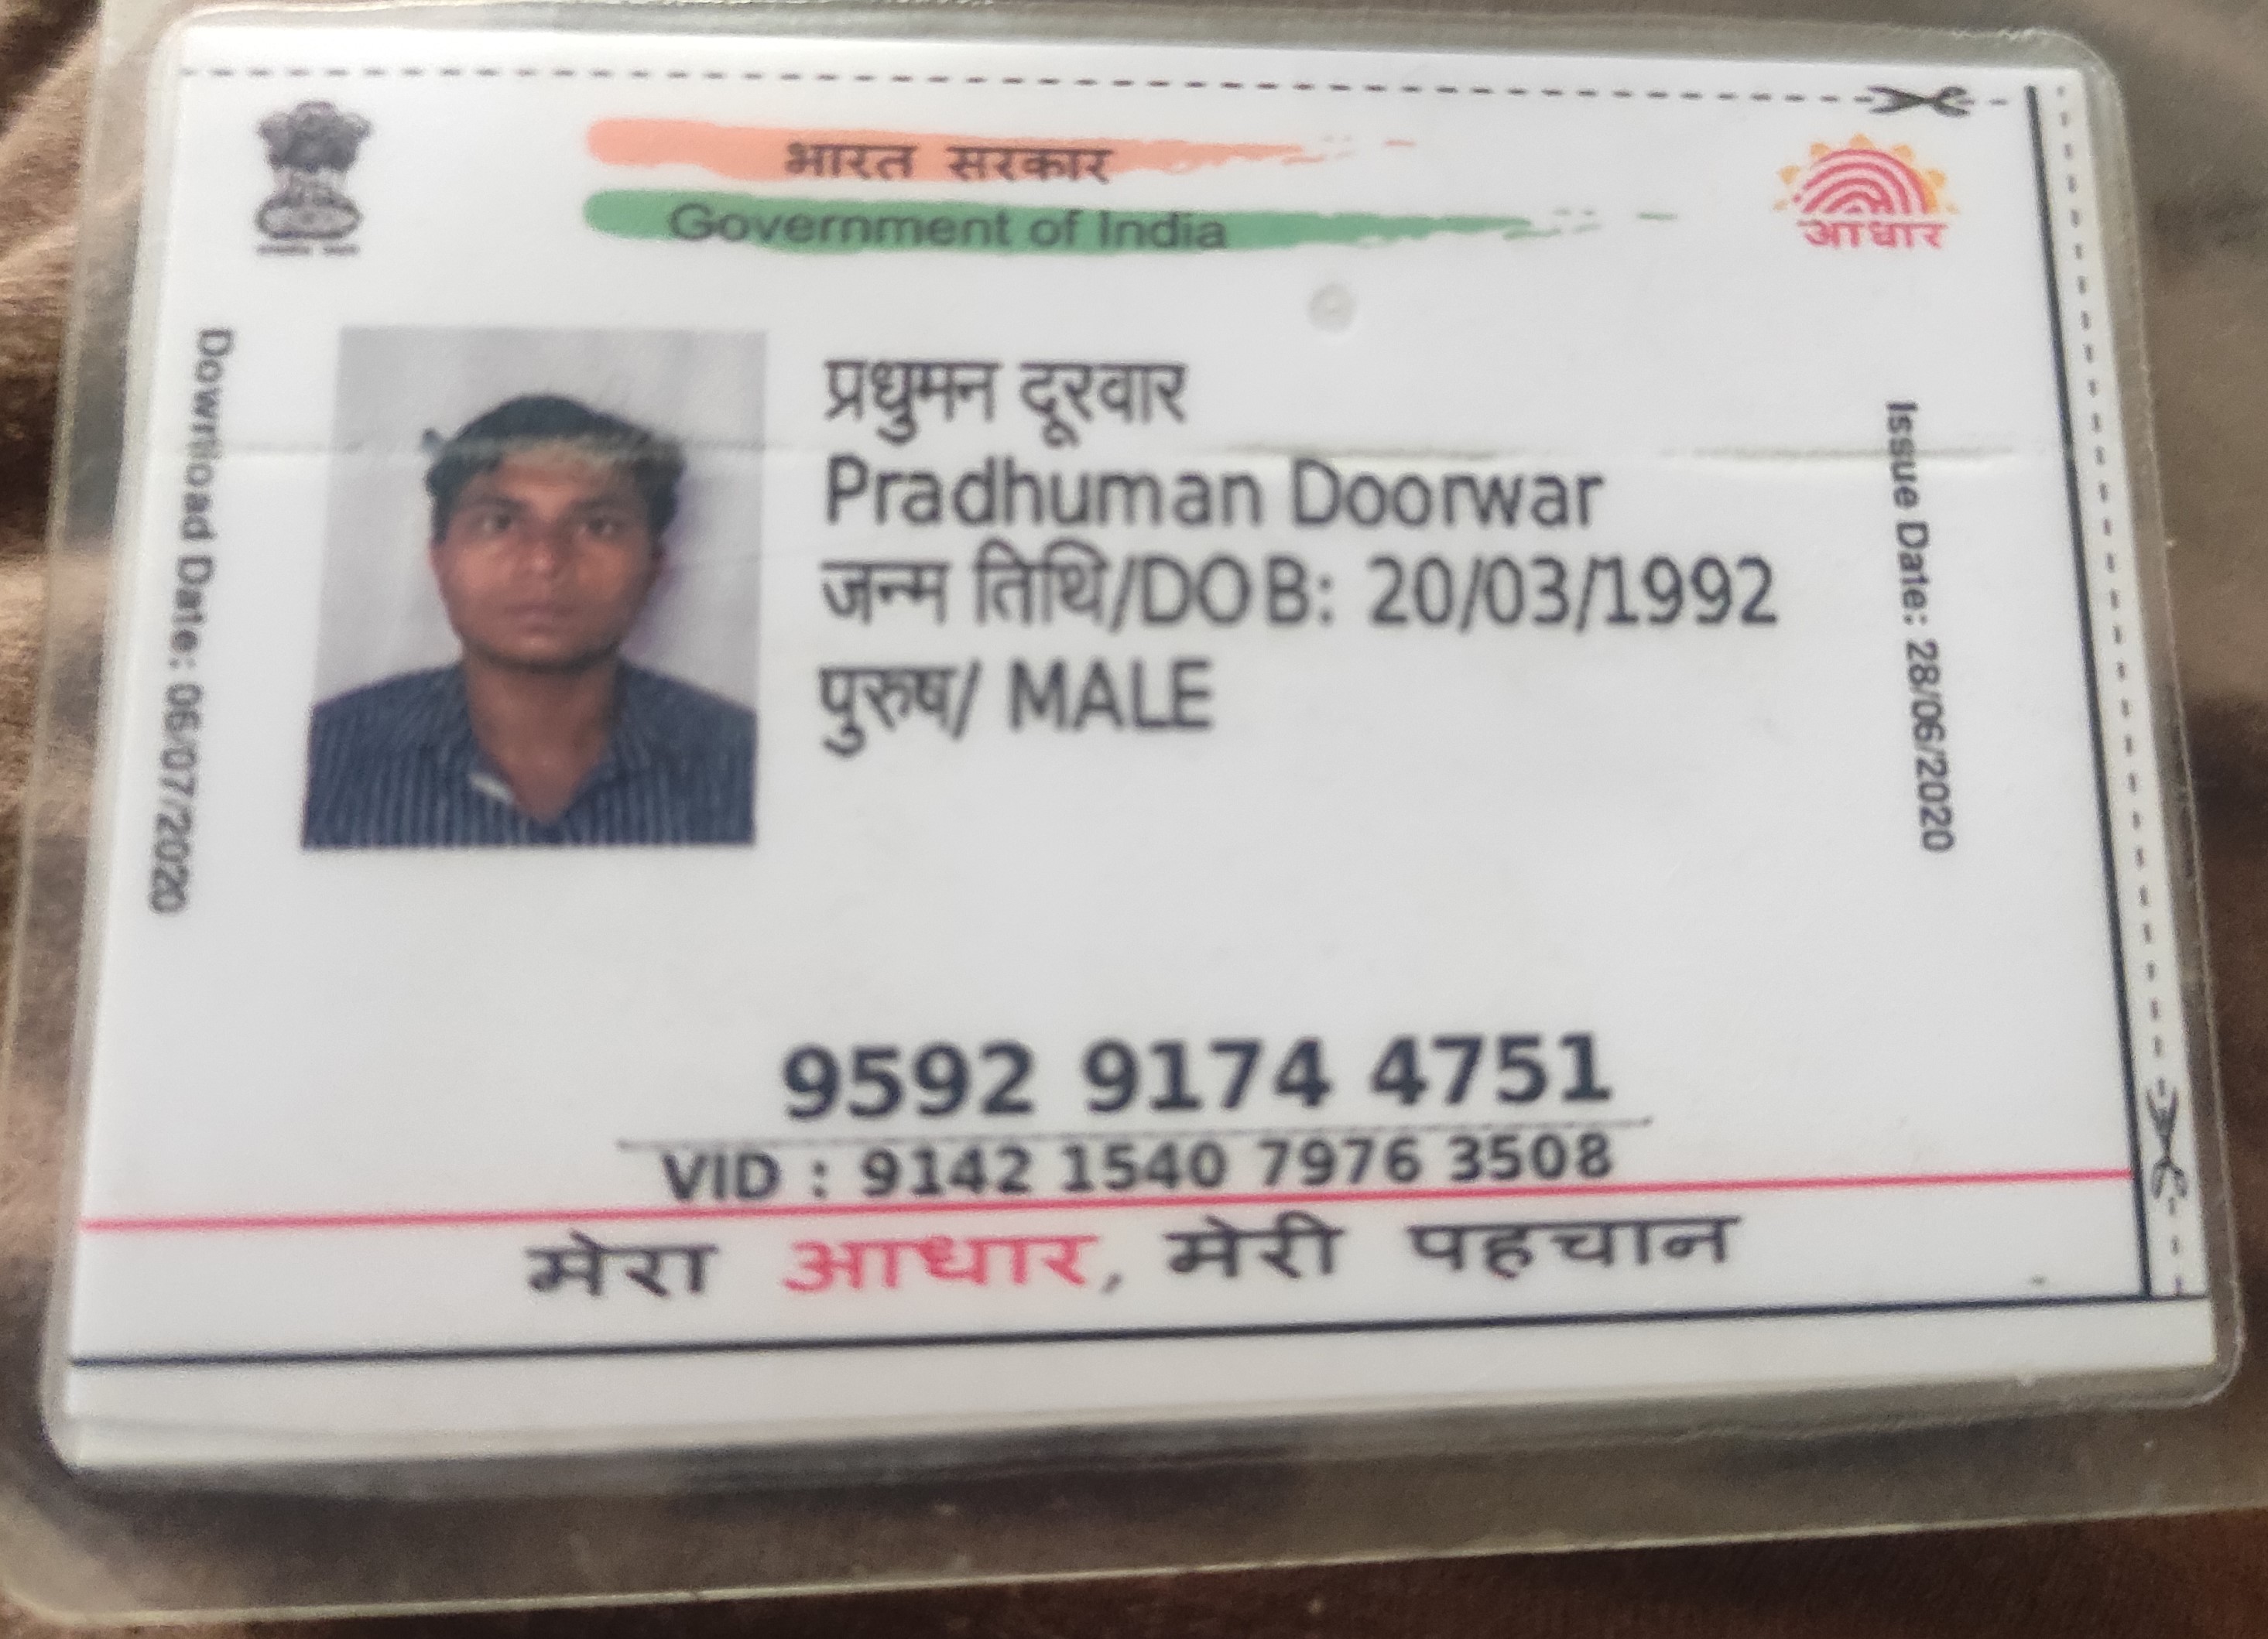 भारत सरकार
Government of India
आधार
Download Date: 06/07/2020
प्रधुमन दूरवार
Pradhuman Doorwar
जन्म तिथि/DOB: 20/03/1992
पुरुष/ MALE
Issue Date: 28/06/2020
9592 9174 4751
VID : 9142 1540 7976 3508
मेरा आधार, मेरी पहचान